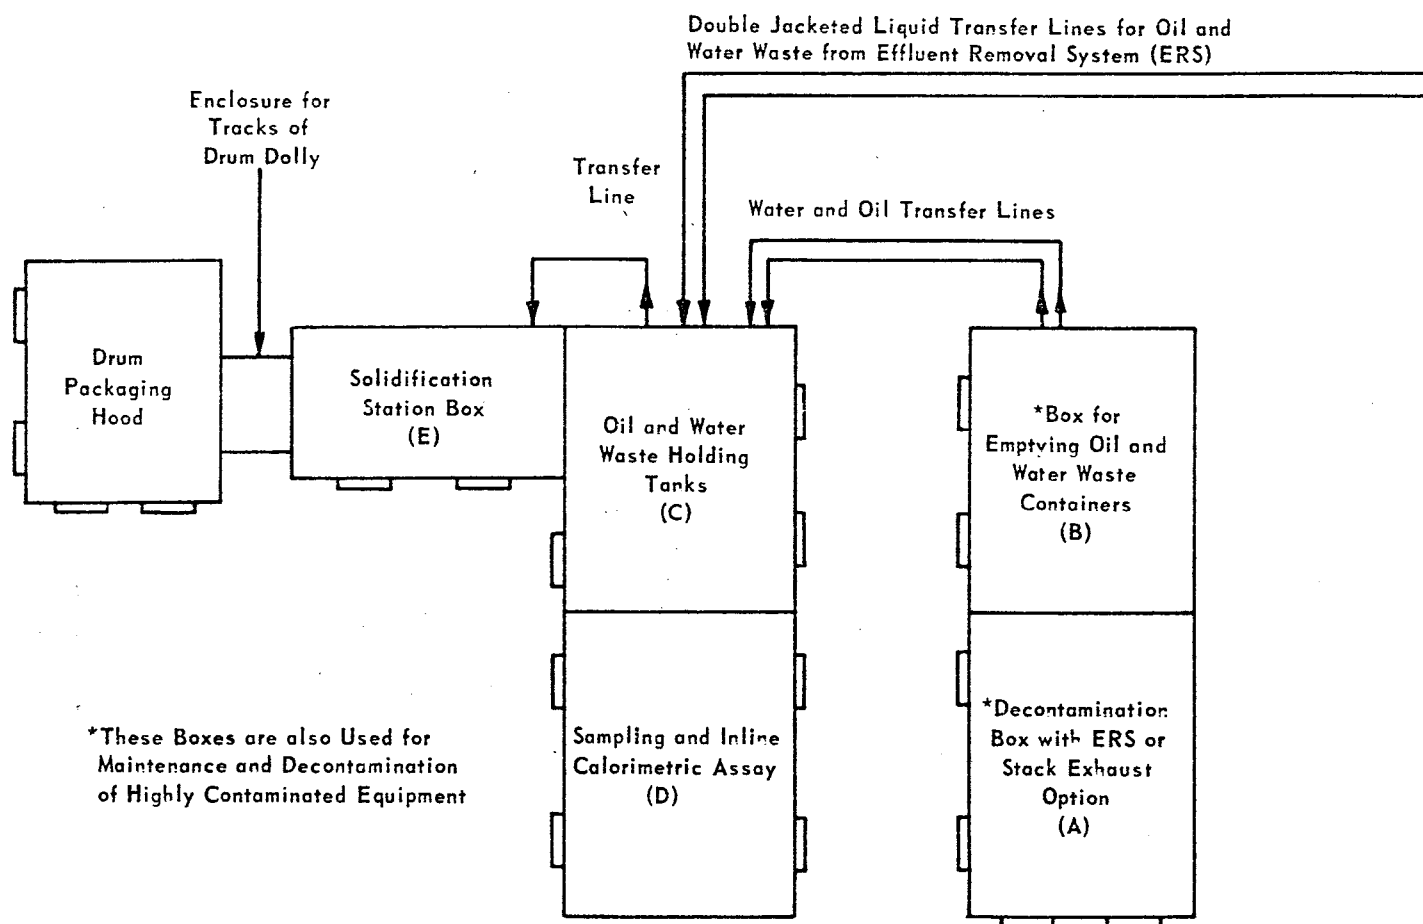 Double Jacketed Liquid Transfer Lines for Oil and
Water Waste from Effluent Removal System (ERS)
Enclosure for
Tracks of
Drum Dolly
Transfer
Line
Water and Oil Transfer Lines
Drum
Packaging
Hood
Solidification
Station Box
(E)
Oil and Water
Waste Holding
Tanks
(C)
*Box for
Emptving Oil and
Water Waste
Containers
(B)
*These Boxes are also Used for
Maintenance and Decontamination
of Highly Contaminated Equipment
Sampling and Inline
Calorimetric Assay
(D)
*Decontamination
Box with ERS or
Stack Exhaust
Option
(A)